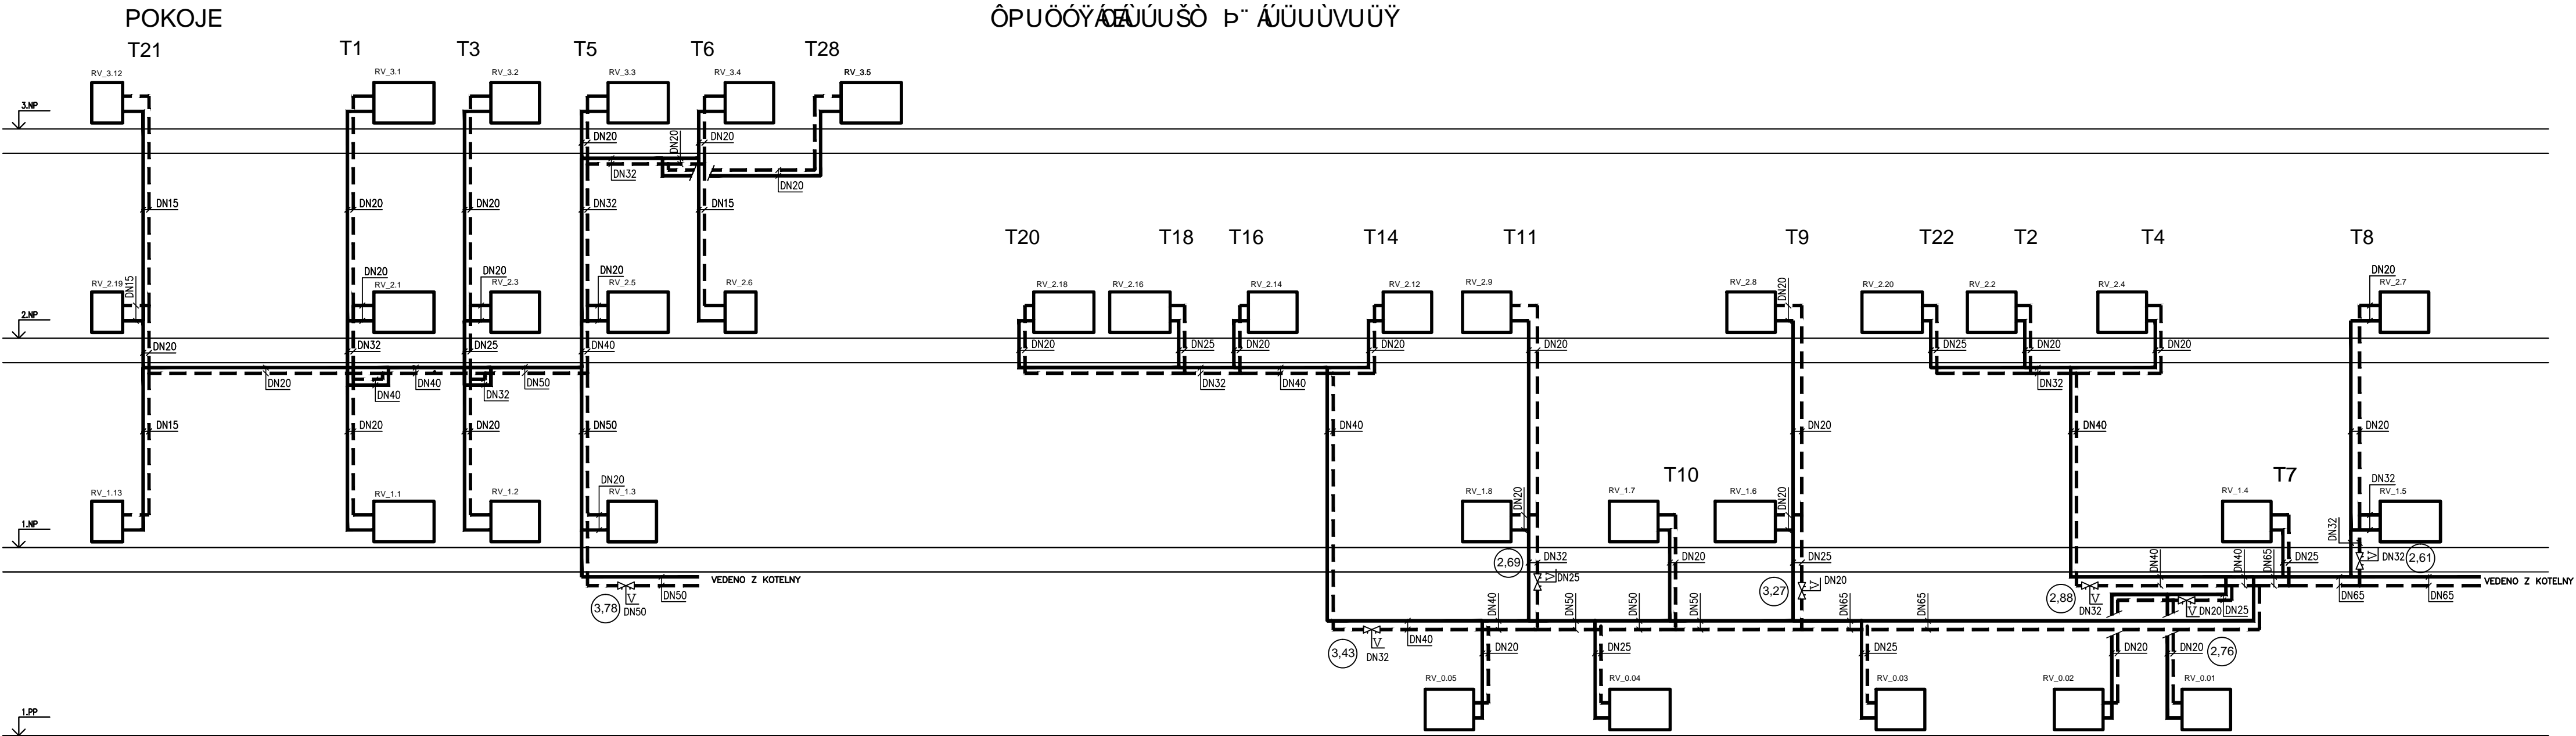 POKOJE
ÔPUÖÓŸÁ
T21 T1 T3 T5 T6 T28
RV_3.12 RV_3.1 RV_3.2 RV_3.3 RV_3.4 RV_3.5
3.NP
DN20 DN20 DN20
DN32 DN20
DN15 DN20 DN20 DN32 DN15
T20 T18 T16 T14 T11 T9 T22 T2 T4 T8
DN20 DN20 DN20 DN20
RV_2.19 DN15 RV_2.1 RV_2.3 RV_2.5 RV_2.6 RV_2.18 RV_2.16 RV_2.14 RV_2.12 RV_2.9 RV_2.8 DN20 RV_2.20 RV_2.2 RV_2.4 RV_2.7
2.NP
DN20 DN32 DN25 DN40 DN20 DN25 DN20 DN20 DN20 DN20 DN25 DN20 DN20
DN20 DN40 DN50 DN32 DN40 DN32
DN40 DN32
DN15 DN20 DN20 DN50 DN40 DN20 DN40 DN20
T10 T7
DN20 DN32
RV_1.13 RV_1.1 RV_1.2 RV_1.3 RV_1.8 DN20 RV_1.7 RV_1.6 DN20 RV_1.4 RV_1.5
1.NP
DN32
2,69 DN32 DN20 DN25 DN40 DN40 DN65 DN25 V DN32 2,61
VEDENO Z KOTELNY V DN25 V DN20 VEDENO Z KOTELNY
3,78 V DN50 3,27 2,88 V DN65 DN65
DN50 DN40 DN50 DN50 DN50 DN65 DN65 DN32 V DN20 DN25
3,43 V DN40 DN20 DN25 DN25 DN20 DN20 2,76
DN32
RV_0.05 RV_0.04 RV_0.03 RV_0.02 RV_0.01
1.PP